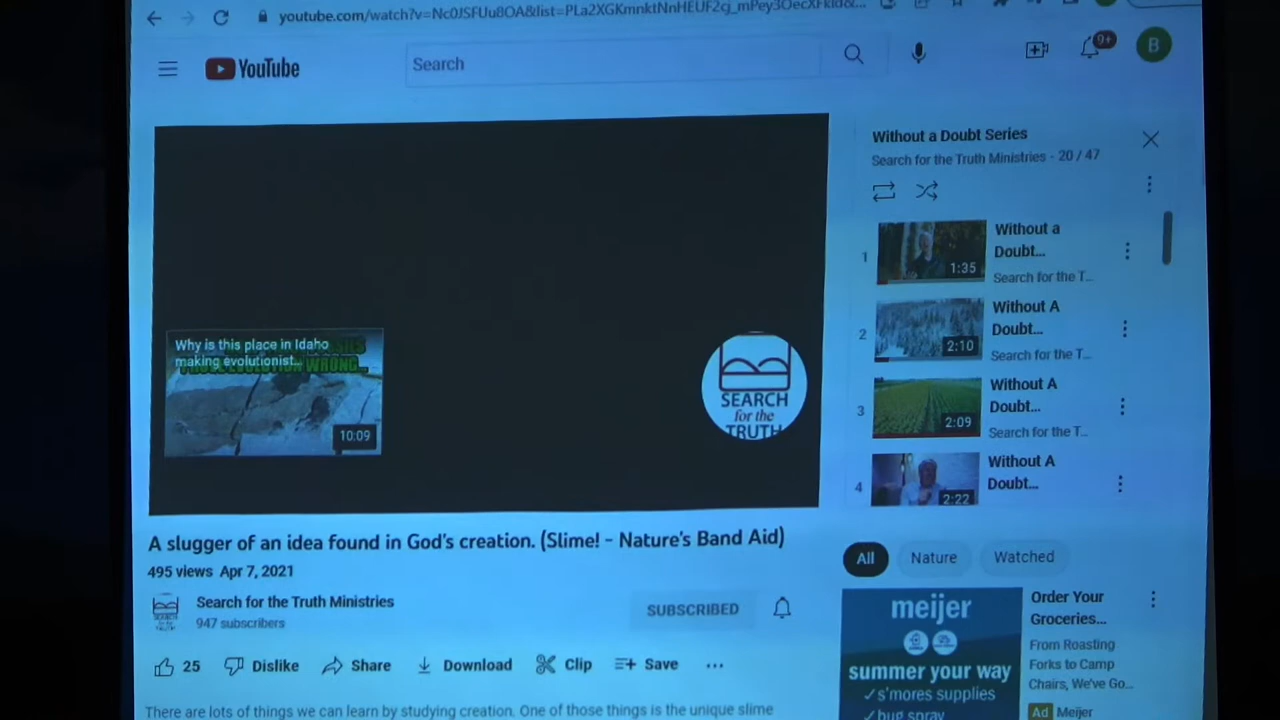 youtube.com/watch?v=Nc0JSFUu8OA&list=PLa2XGKmnktNnHEUF2cj_mPey3OecXFkid&...
YouTube
Search
9+
B
Without a Doubt Series
Search for the Truth Ministries - 20 / 47
1
Without a
Doubt...
1:35
Search for the T...
2
Without A
Doubt...
2:10
Search for the T...
3
Without A
Doubt...
2:09
Search for the T...
4
Without A
Doubt...
2:22
Why is this place in Idaho
making evolutionist...
WRONG...
10:09
SEARCH
for the
TRUTH
A slugger of an idea found in God's creation. (Slime! - Nature's Band Aid)
495 views Apr 7, 2021
Search for the Truth Ministries
947 subscribers
SUBSCRIBED
25
Dislike
Share
Download
Clip
Save
There are lots of things we can learn by studying creation. One of those things is the unique slime
All
Nature
Watched
meijer
summer your way
✓s'mores supplies
✓bug spray
Order Your
Groceries...
From Roasting
Forks to Camp
Chairs, We've Go...
Ad Meijer